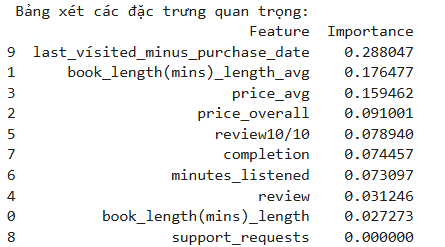 Bảng xét các đặc trưng quan trọng:
Feature Importance
9 last_vísited_minus_purchase_date 0.288047
1 book_length(mins)_length_avg 0.176477
3 price_avg 0.159462
2 price_overall 0.091001
5 review10/10 0.078940
7 completion 0.074457
6 minutes_listened 0.073097
4 review 0.031246
0 book_length(mins)_length 0.027273
8 support_requests 0.000000